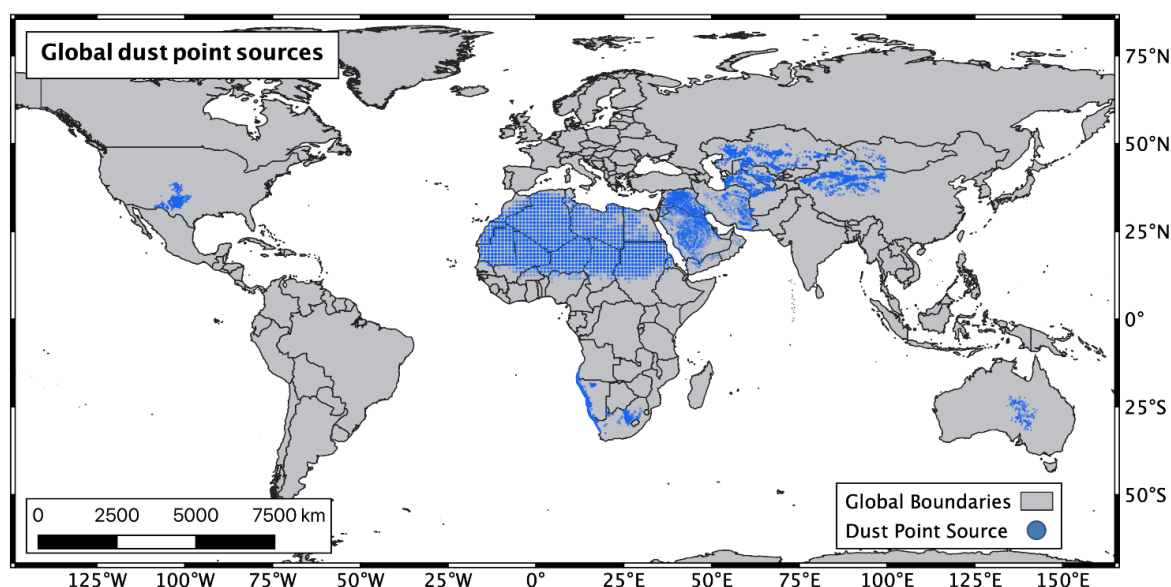 Global dust point sources
75°N
50°N
25°N
0°
25°S
50°S
0 2500 5000 7500 km
Global Boundaries
Dust Point Source
125°W 100°W 75°W 50°W 25°W 0° 25°E 50°E 75°E 100°E 125°E 150°E